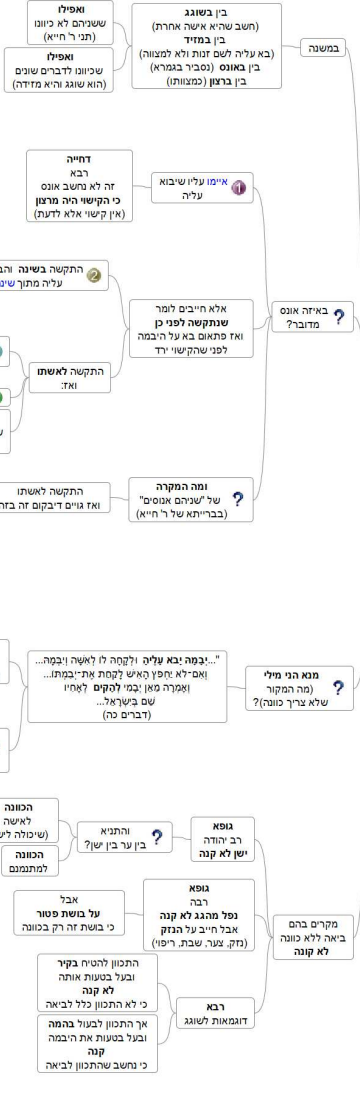 במשנה
בין בשוגג
(חשב שהיא אישה אחרת)
בין במזיד
(בא עליה לשם זנות ולא למצווה)
בין באונס (נסביר בגמרא)
בין ברצון (כמצוותו)
ואפילו
ששניהם לא כיוונו
(תני ר' חייא)
ואפילו
שכיוונו לדברים שונים
(הוא שוגג והיא מזידה)
באיזה אונס
מדובר?
איימו עליו שיבוא
עליה
דחייה
רבא
זה לא נחשב אונס
כי הקישוי היה מרצון
(אין קישוי אלא לדעת)
אלא חייבים לומר
שנתקשה לפני כן
ואז פתאום בא על היבמה
לפני שהקישוי ירד
התקשה בשינה
עליה מתוך
התקשה לאשתו
ואז:
ומה המקרה
של "שניהם אנוסים"
(בברייתא של ר' חייא)
התקשה לאשתו
ואז גויים דיבקום זה בזה
מנא הני מילי
(מה המקור
שלא צריך כוונה)?
"...יְבָמָהּ יָבֹא עָלֶיהָ וּלְקָחָהּ לוֹ לְאִשָּׁה וְיִבְּמָהּ...
וְאִם־לֹא יַחְפֹּץ הָאִישׁ לָקַחַת אֶת־יְבִמְתּוֹ...
וְאָמְרָה מֵאֵן יְבָמִי לְהָקִים לְאָחִיו
שֵׁם בְּיִשְׂרָאֵל...
(דברים כה)
מקרים בהם
ביאה ללא כוונה
לא קונה
גופא
רב יהודה
ישן לא קנה
והתניא
בין ער בין ישן?
הכוונה
לאישה
הכוונה
למתנמנם
גופא
רבה
נפל מהגג לא קנה
אבל חייב על הנזק
(נזק, צער, שבת, ריפוי)
אבל
על בושת פטור
כי בושת זה רק בכוונה
רבא
דוגמאות לשוגג
התכוון להטיח בקיר
ובעל בטעות אותה
לא קנה
כי לא התכוון כלל לביאה
אך התכוון לבעול בהמה
ובעל בטעות את היבמה
קנה
כי נחשב שהתכוון לביאה